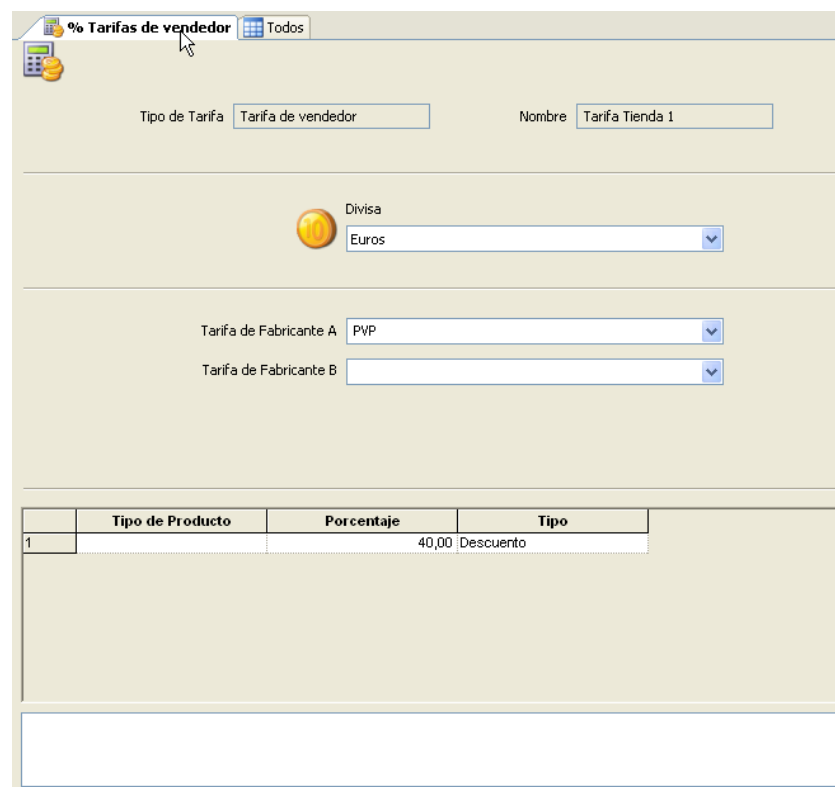 % Tarifas de vendedor Todos
Tipo de Tarifa Tarifa de vendedor Nombre Tarifa Tienda 1
Divisa
10 Euros
Tarifa de Fabricante A PVP
Tarifa de Fabricante B
Tipo de Producto Porcentaje Tipo
1 40,00 Descuento